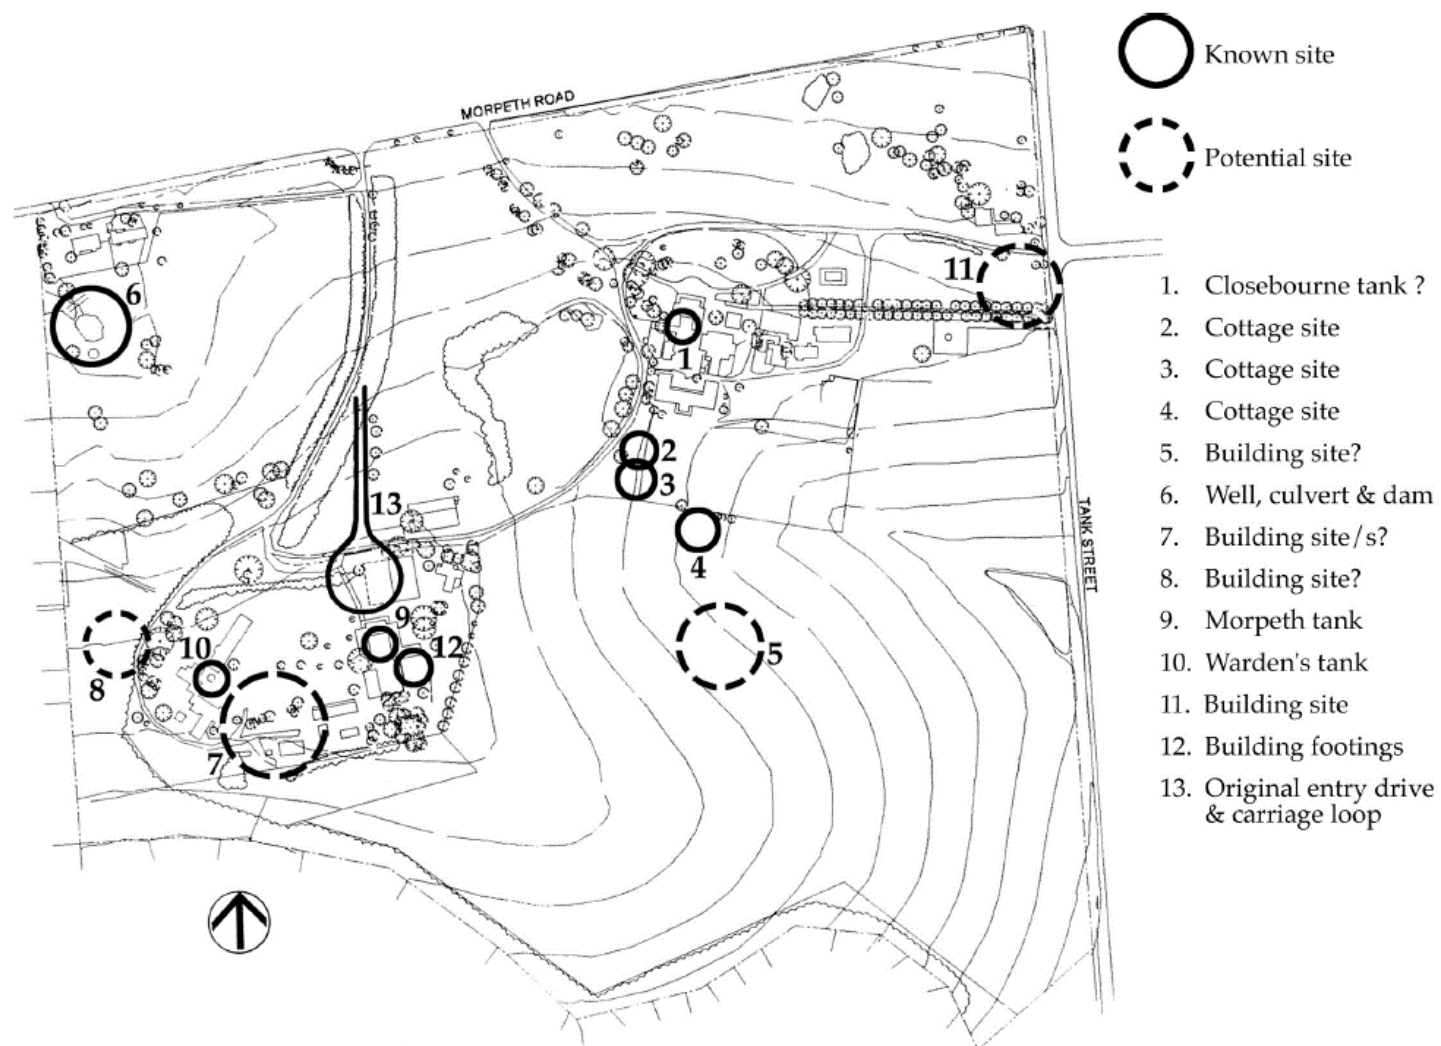 Known site
MORPETH ROAD
Potential site
11
6
1
1. Closebourne tank ?
2. Cottage site
3. Cottage site
4. Cottage site
5. Building site?
6. Well, culvert & dam
7. Building site/s?
8. Building site?
9. Morpeth tank
10. Warden's tank
11. Building site
12. Building footings
13. Original entry drive
& carriage loop
2
3
13
4
TANK STREET
9
10
12
5
8
7